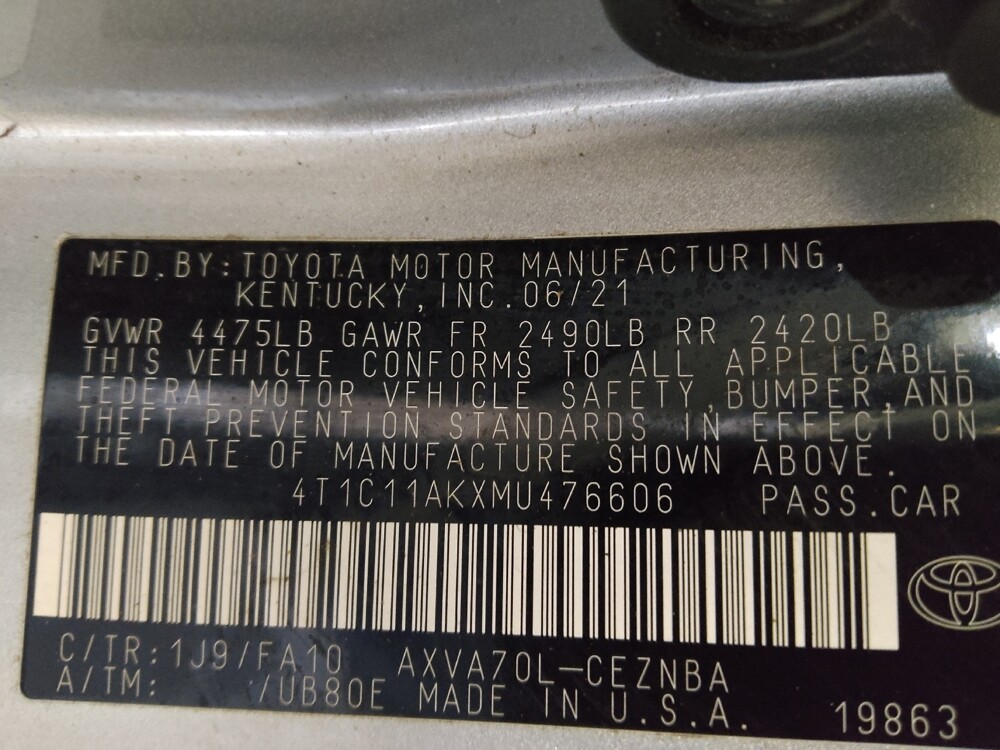 MFD.BY:TOYOTA MOTOR MANUFACTURING,
KENTUCKY,INC.06/21
GVWR 4475LB GAWR FR 2490LB RR 2420LB
THIS VEHICLE CONFORMS TO ALL APPLICABLE
FEDERAL MOTOR VEHICLE SAFETY,BUMPER,AND
THEFT PREVENTION STANDARDS IN EFFECT ON
THE DATE OF MANUFACTURE SHOWN ABOVE.
4T1C11AKXMU476606 PASS.CAR
C/TR:1J9/FA10 AXVA70L-CEZNBA
A/TM: /UB80E MADE IN U.S.A. 19863